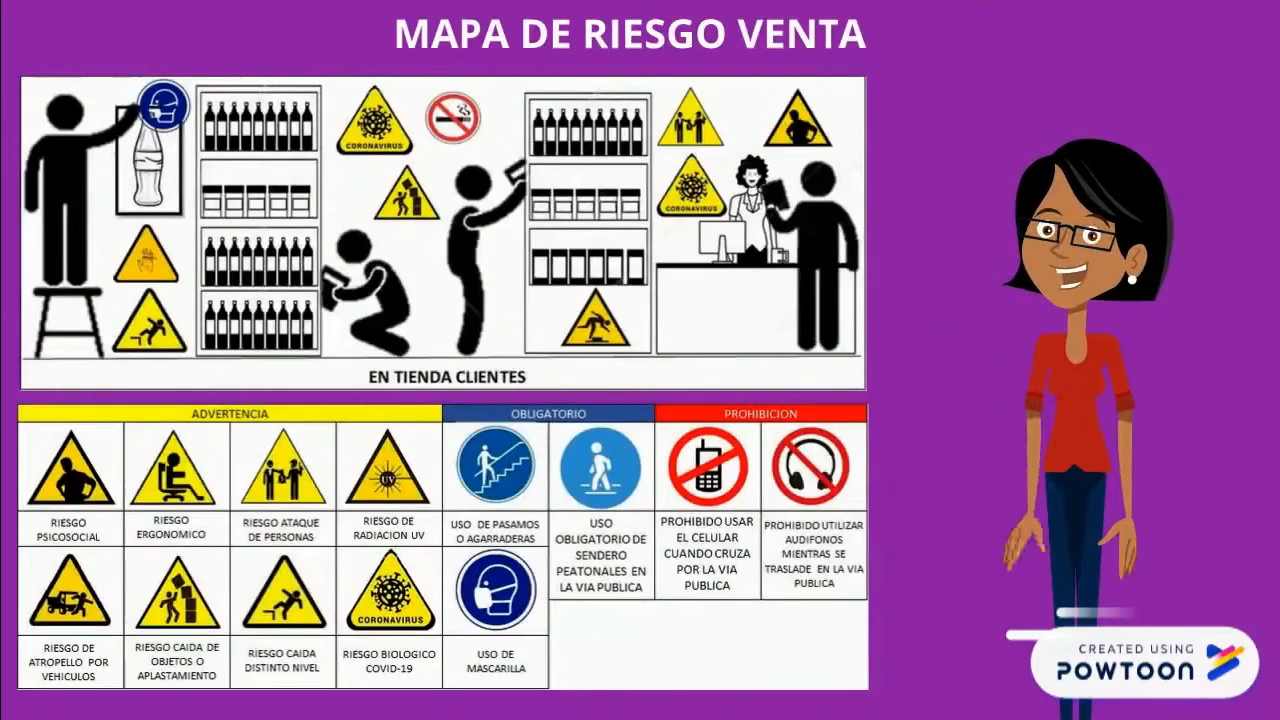 MAPA DE RIESGO VENTA
CORONAVIRUS
CORONAVIRUS
EN TIENDA CLIENTES
ADVERTENCIA
OBLIGATORIO
PROHIBICION
UV
RIESGO
PSICOSOCIAL
RIESGO
ERGONOMICO
RIESGO ATAQUE
DE PERSONAS
RIESGO DE
RADIACION UV
USO DE PASAMOS
O AGARRADERAS
USO
OBLIGATORIO DE
SENDERO
PEATONALES EN
LA VIA PUBLICA
PROHIBIDO USAR
EL CELULAR
CUANDO CRUZA
POR LA VIA
PUBLICA
PROHIBIDO UTILIZAR
AUDIFONOS
MIENTRAS SE
TRASLADE EN LA VIA
PUBLICA
CORONAVIRUS
RIESGO DE
ATROPELLO POR
VEHICULOS
RIESGO CAIDA DE
OBJETOS O
APLASTAMIENTO
RIESGO CAIDA
DISTINTO NIVEL
RIESGO BIOLOGICO
COVID-19
USO DE
MASCARILLA
CREATED USING
POWTOON